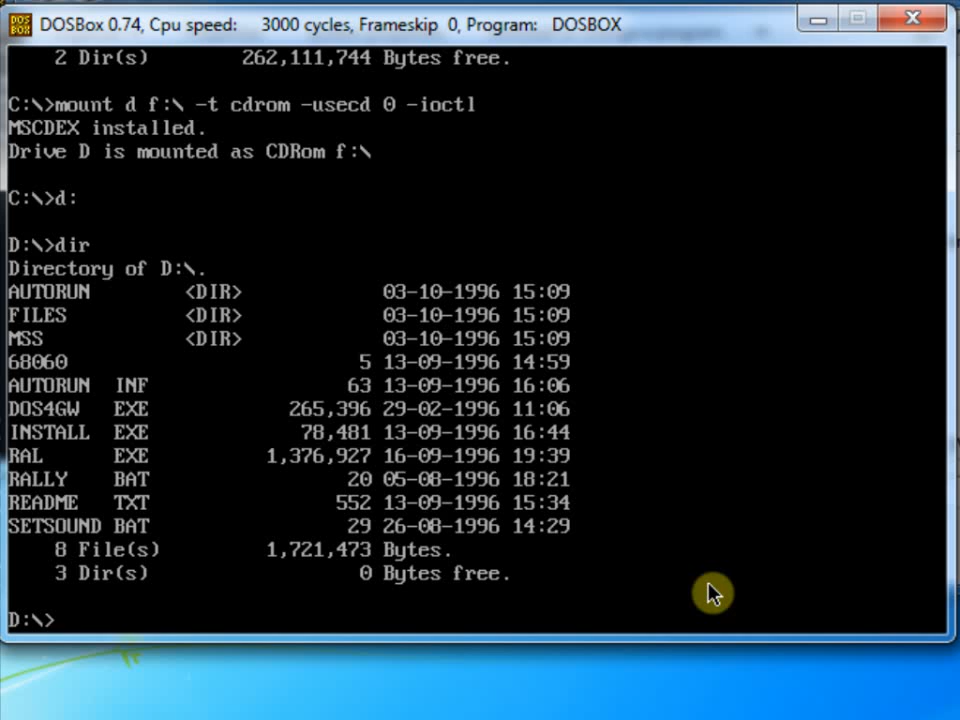 DOSBox 0.74, Cpu speed: 3000 cycles, Frameskip 0, Program: DOSBOX
2 Dir(s) 262,111,744 Bytes free.
C:\>mount d f:\ -t cdrom -usecd 0 -ioctl
MSCDEX installed.
Drive D is mounted as CDRom f:\
C:\>d:
D:\>dir
Directory of D:\.
AUTORUN <DIR> 03-10-1996 15:09
FILES <DIR> 03-10-1996 15:09
MSS <DIR> 03-10-1996 15:09
68060 5 13-09-1996 14:59
AUTORUN INF 63 13-09-1996 16:06
DOS4GW EXE 265,396 29-02-1996 11:06
INSTALL EXE 78,481 13-09-1996 16:44
RAL EXE 1,376,927 16-09-1996 19:39
RALLY BAT 20 05-08-1996 18:21
README TXT 552 13-09-1996 15:34
SETSOUND BAT 29 26-08-1996 14:29
8 File(s) 1,721,473 Bytes.
3 Dir(s) 0 Bytes free.
D:\>